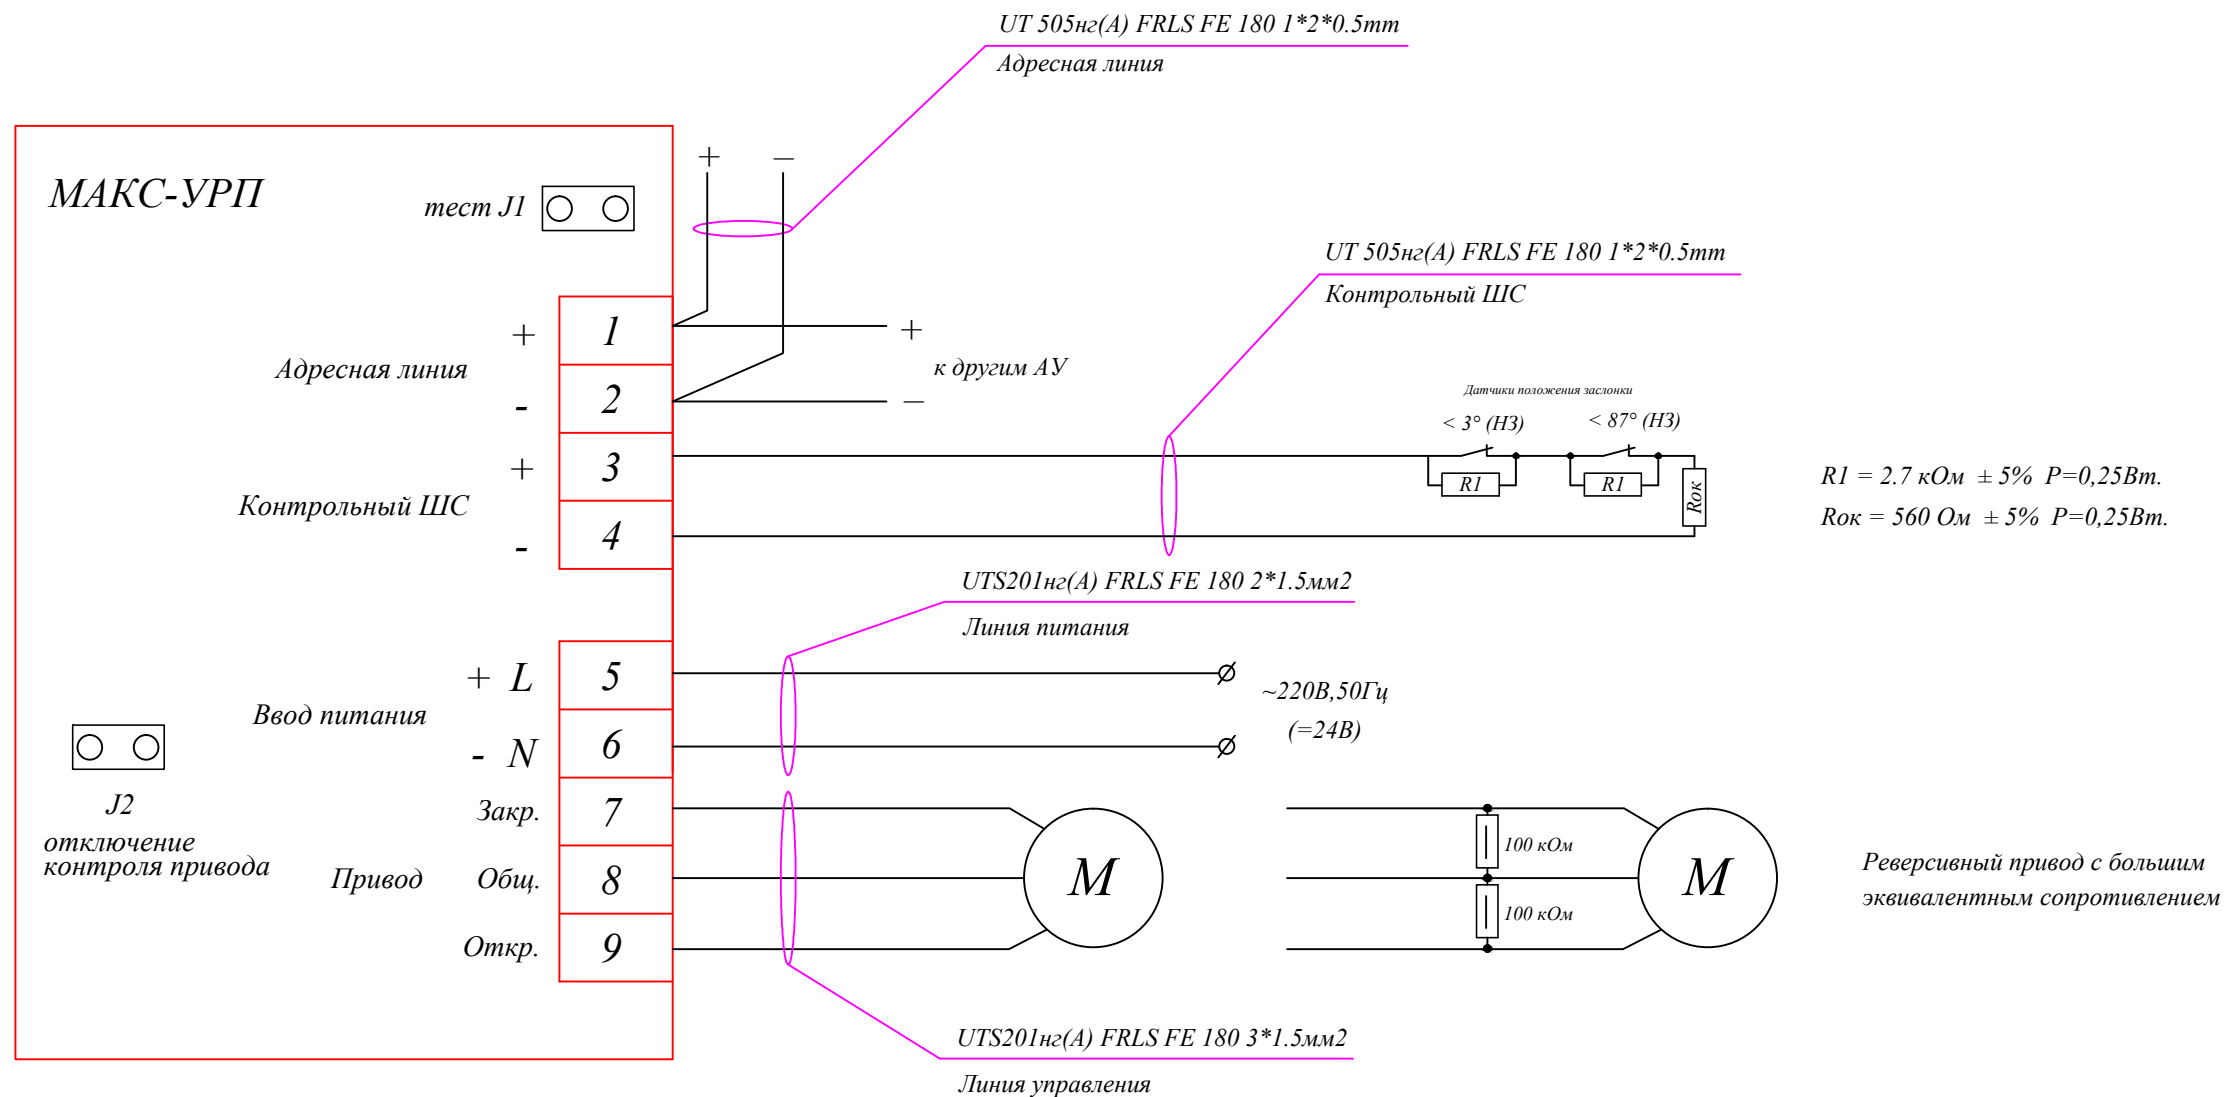 UT 505нг(А) FRLS FE 180 1*2*0.5mm
Адресная линия
МАКС-УРП
тест J1
+
–
UT 505нг(А) FRLS FE 180 1*2*0.5mm
Контрольный ШС
+
1
+
Адресная линия
к другим АУ
-
2
–
Датчики положения заслонки
< 3° (НЗ)
< 87° (НЗ)
+
3
R1
R1
Rок
Контрольный ШС
-
4
R1 = 2.7 кОм ± 5% P=0,25Вт.
Rок = 560 Ом ± 5% P=0,25Вт.
UTS201нг(А) FRLS FE 180 2*1.5мм2
Линия питания
+ L
5
Ввод питания
~220В,50Гц
(=24В)
- N
6
J2
отключение
контроля привода
Закр.
7
Привод
Общ.
8
Откр.
9
M
100 кОм
100 кОм
M
Реверсивный привод с большим
эквивалентным сопротивлением
UTS201нг(А) FRLS FE 180 3*1.5мм2
Линия управления